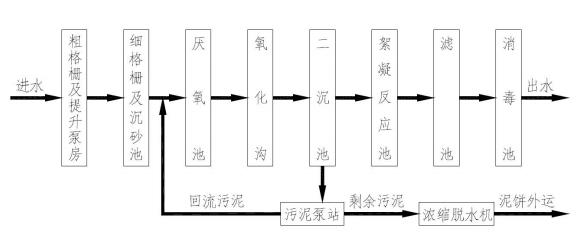 进水
粗格栅及提升泵房
细格栅及沉砂池
厌氧池
氧化沟
二沉池
絮凝反应池
滤池
消毒池
出水
回流污泥
污泥泵站
剩余污泥
浓缩脱水机
泥饼外运